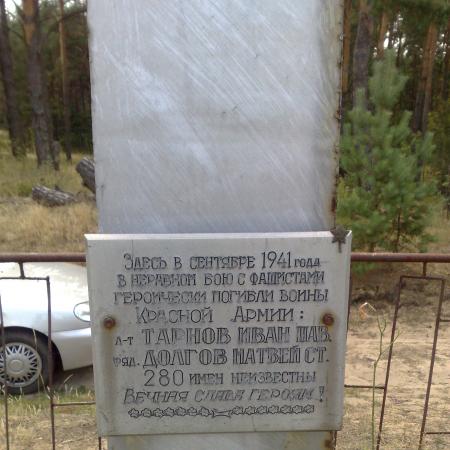 Здесь в сентябре 1941 года
в неравном бою с фашистами
героически погибли воины
Красной Армии:
л-т ТАРНОВ ИВАН ПАВ.
ряд. ДОЛГОВ МАТВЕЙ СТ.
280 имен неизвестны
Вечная слава героям!